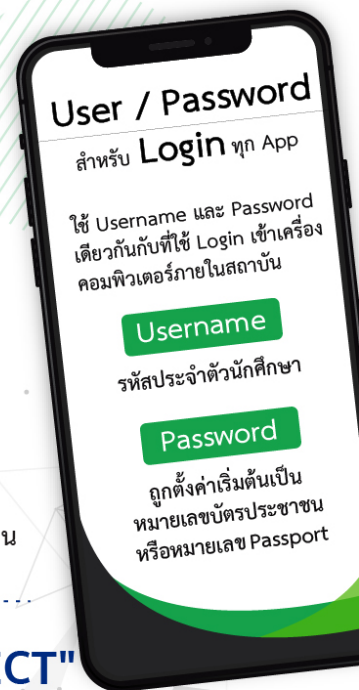 User / Password
สำหรับ Login ทุก App
ใช้ Username และ Password
เดียวกันกับที่ใช้ Login เข้าเครื่อง
คอมพิวเตอร์ภายในสถาบัน
Username
รหัสประจำตัวนักศึกษา
Password
ถูกตั้งค่าเริ่มต้นเป็น
หมายเลขบัตรประชาชน
หรือหมายเลข Passport